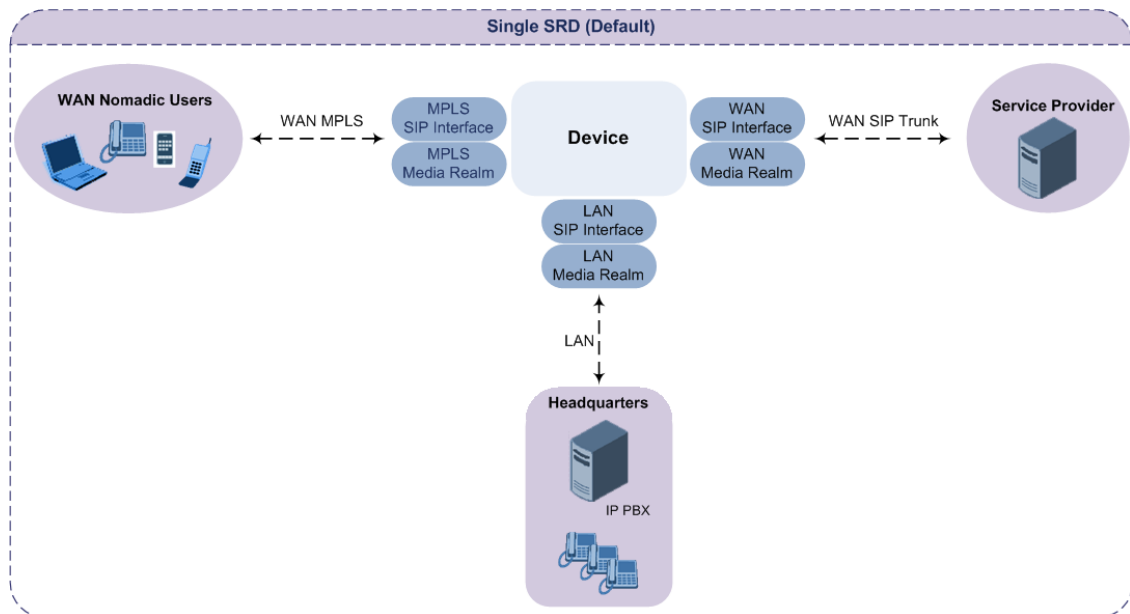 Single SRD (Default)
WAN Nomadic Users
WAN MPLS
MPLS
SIP Interface
MPLS
Media Realm
Device
WAN
SIP Interface
WAN
Media Realm
WAN SIP Trunk
Service Provider
LAN
SIP Interface
LAN
Media Realm
LAN
Headquarters
IP PBX